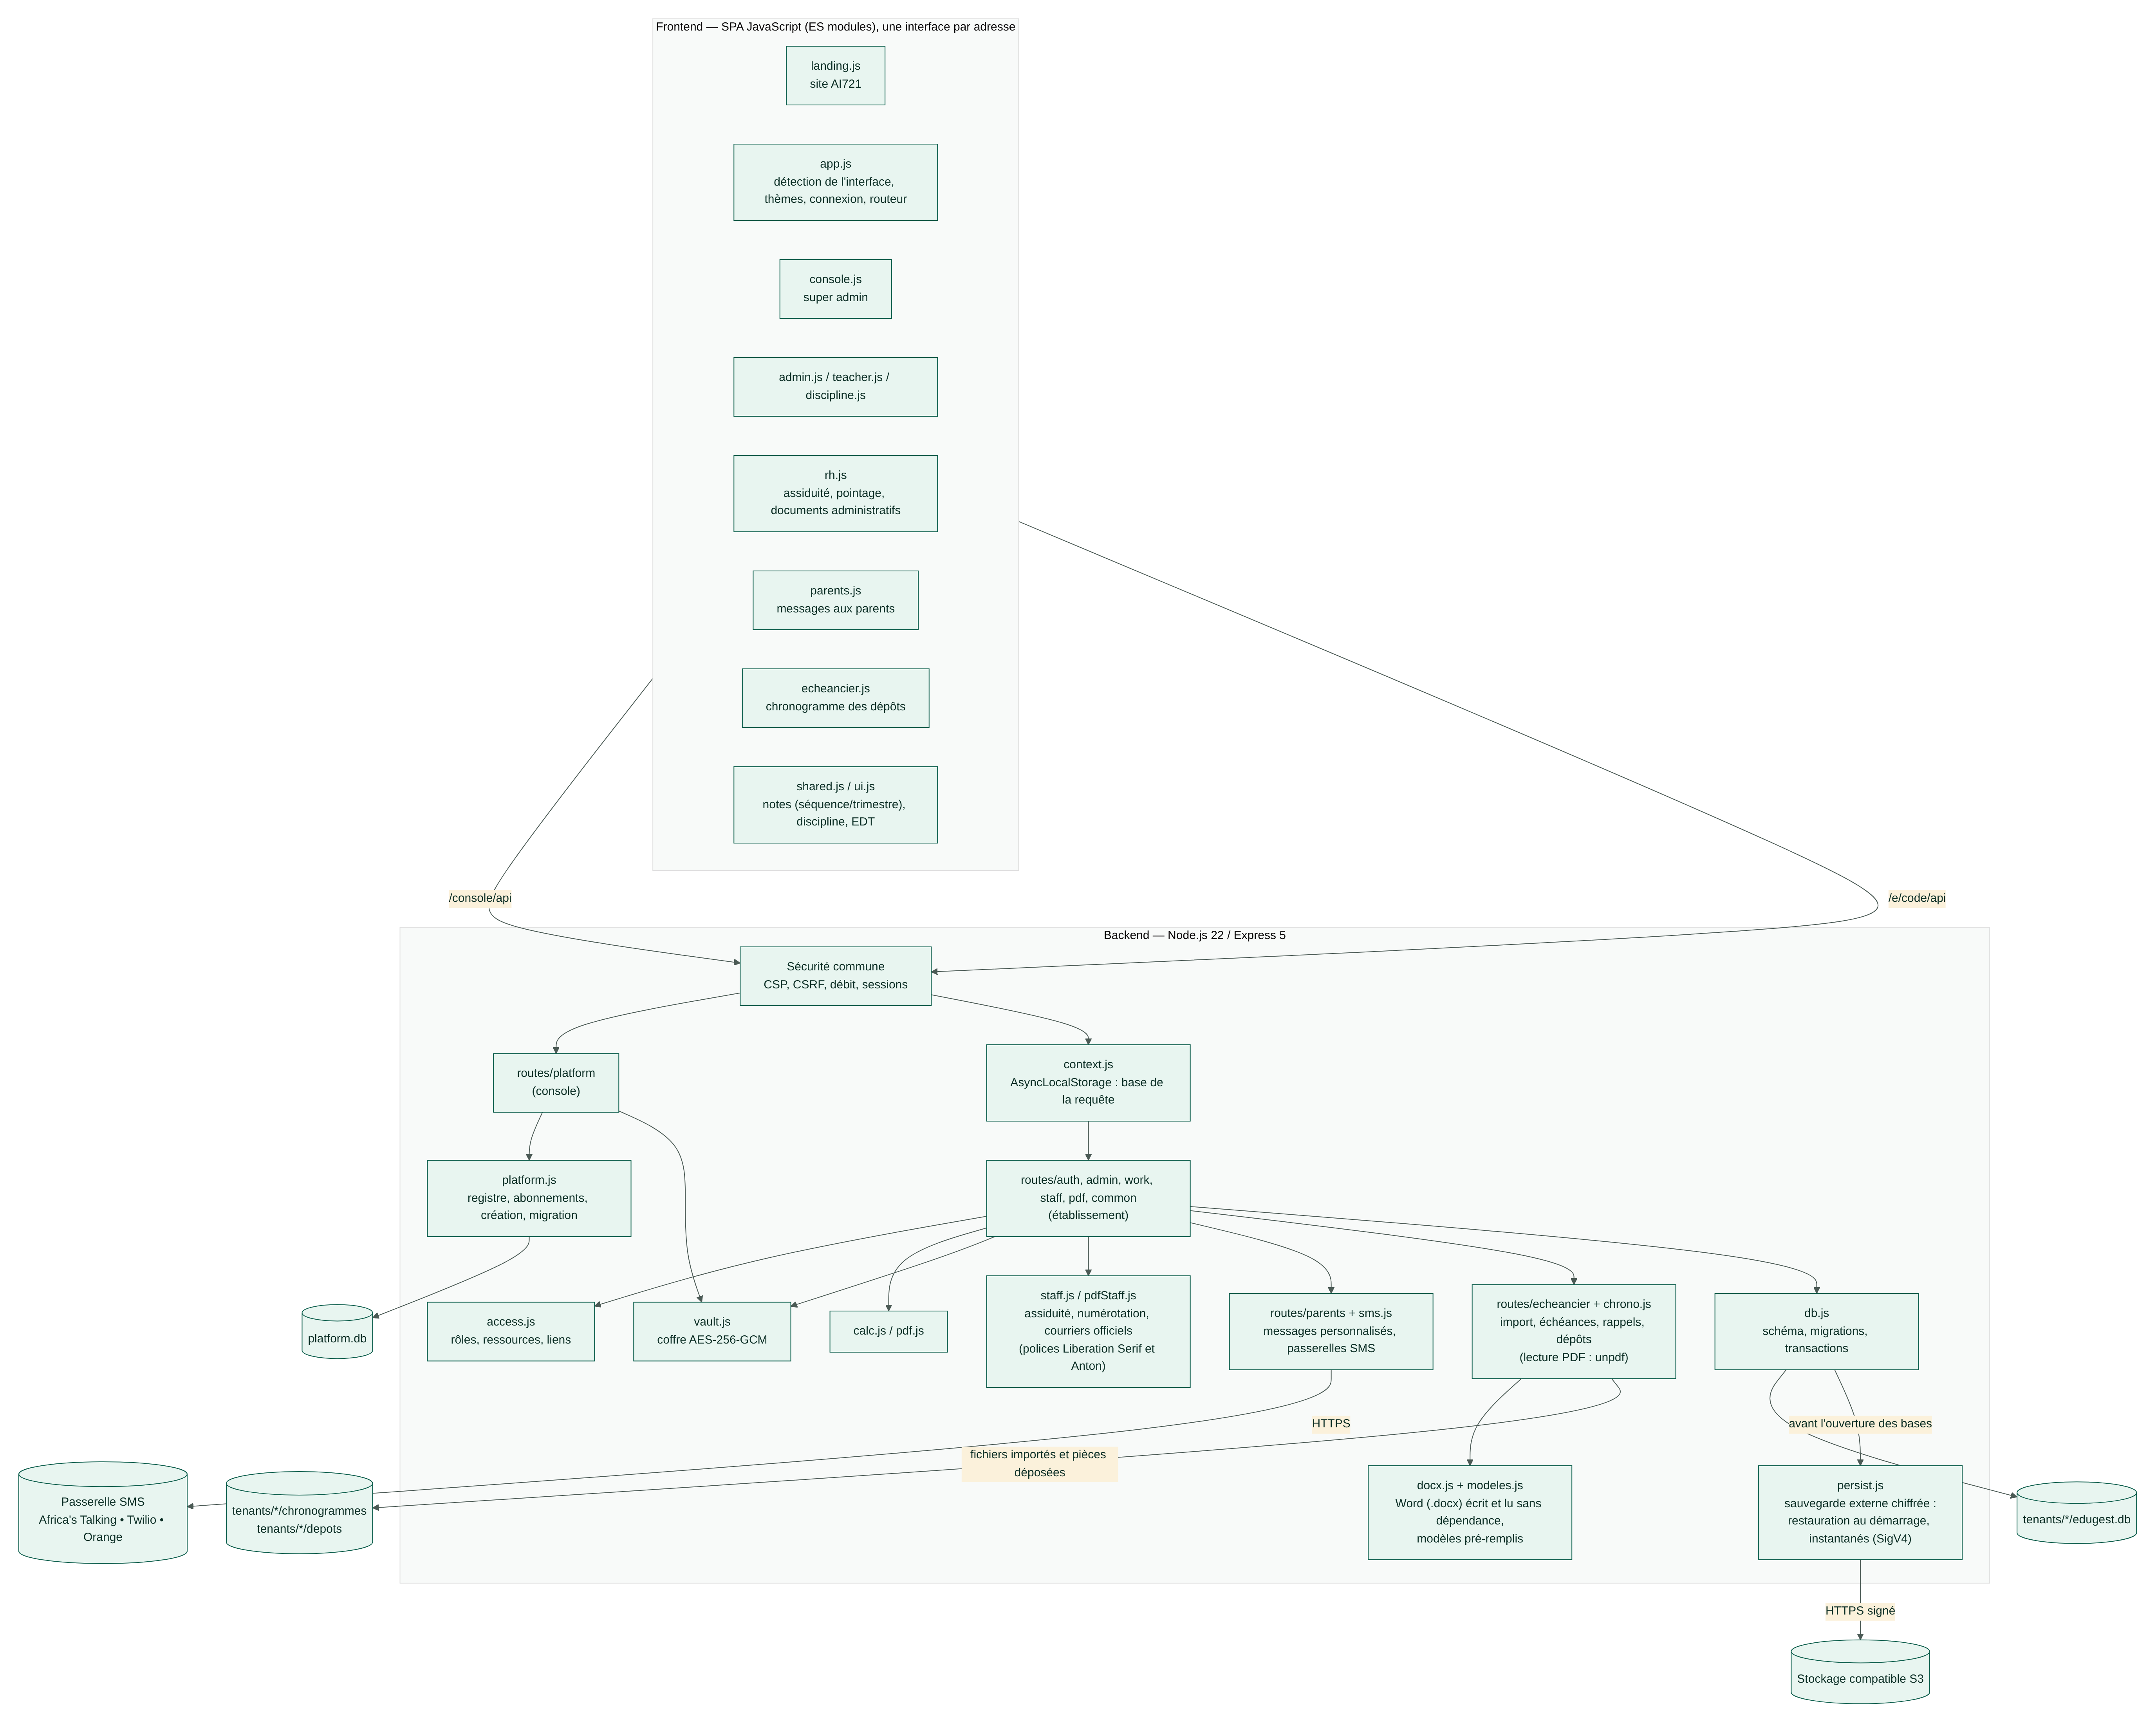 Frontend — SPA JavaScript (ES modules), une interface par adresse
landing.js
site AI721
app.js
détection de l'interface,
thèmes, connexion, routeur
console.js
super admin
admin.js / teacher.js /
discipline.js
rh.js
assiduité, pointage,
documents administratifs
parents.js
messages aux parents
echeancier.js
chronogramme des dépôts
shared.js / ui.js
notes (séquence/trimestre),
discipline, EDT
/console/api
/e/code/api
Backend — Node.js 22 / Express 5
Sécurité commune
CSP, CSRF, débit, sessions
routes/platform
(console)
context.js
AsyncLocalStorage : base de
la requête
platform.js
registre, abonnements,
création, migration
routes/auth, admin, work,
staff, pdf, common
(établissement)
platform.db
access.js
rôles, ressources, liens
vault.js
coffre AES-256-GCM
calc.js / pdf.js
staff.js / pdfStaff.js
assiduité, numérotation,
courriers officiels
(polices Liberation Serif et
Anton)
routes/parents + sms.js
messages personnalisés,
passerelles SMS
routes/echeancier + chrono.js
import, échéances, rappels,
dépôts
(lecture PDF : unpdf)
db.js
schéma, migrations,
transactions
HTTPS
avant l'ouverture des bases
fichiers importés et pièces
déposées
Passerelle SMS
Africa's Talking • Twilio •
Orange
tenants/*/chronogrammes
tenants/*/depots
docx.js + modeles.js
Word (.docx) écrit et lu sans
dépendance,
modèles pré-remplis
persist.js
sauvegarde externe chiffrée :
restauration au démarrage,
instantanés (SigV4)
tenants/*/edugest.db
HTTPS signé
Stockage compatible S3